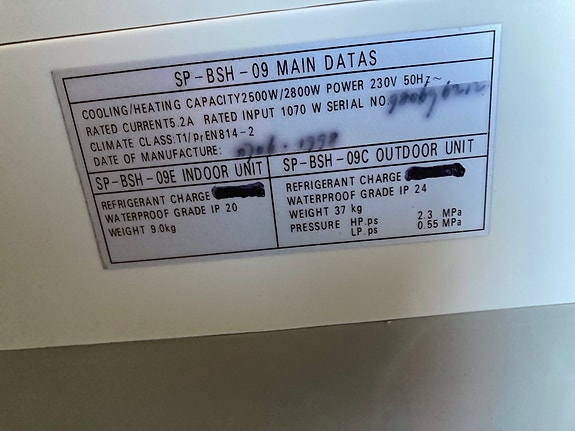 SP-BSH-09 MAIN DATAS
COOLING/HEATING CAPACITY2500W/2800W POWER 230V 50Hz~
RATED CURRENT5.2A RATED INPUT 1070 W SERIAL NO.
CLIMATE CLASS:T1/prEN814-2
DATE OF MANUFACTURE:
SP-BSH-09E INDOOR UNIT
REFRIGERANT CHARGE
WATERPROOF GRADE IP 20
WEIGHT 9.0kg
SP-BSH-09C OUTDOOR UNIT
REFRIGERANT CHARGE
WATERPROOF GRADE IP 24
WEIGHT 37 kg
PRESSURE HP.ps 2.3 MPa
LP.ps 0.55 MPa